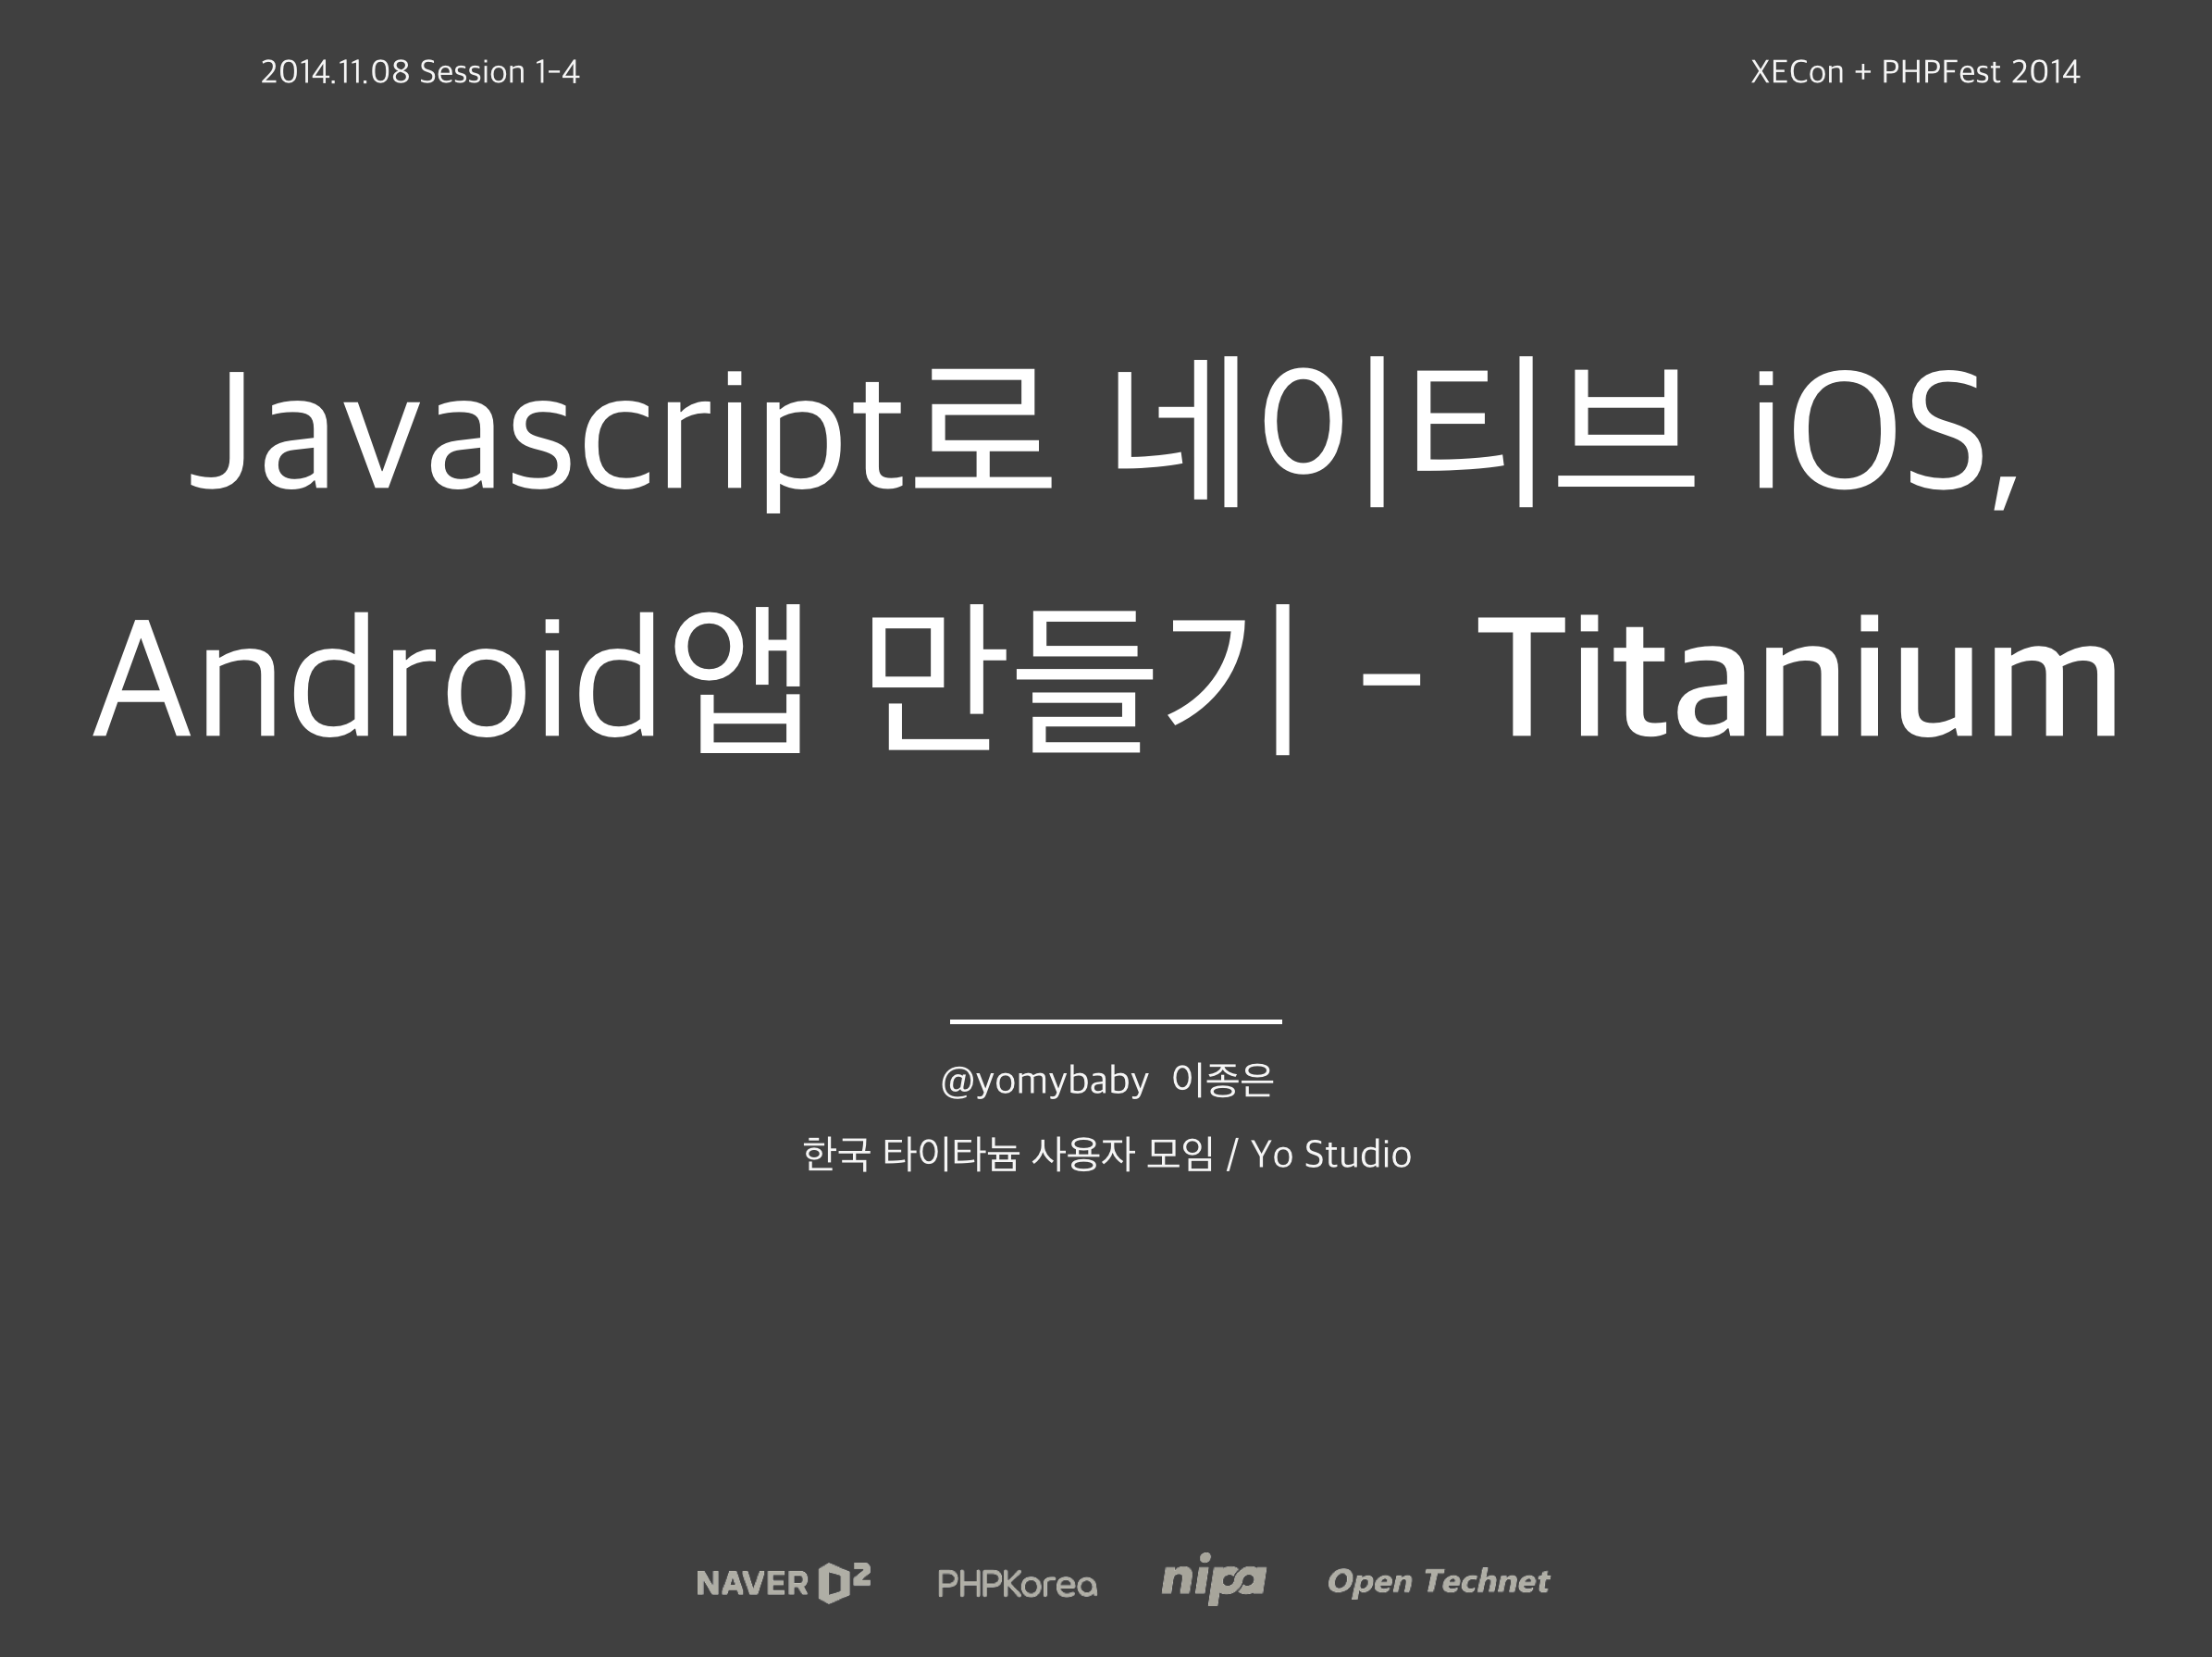 2014.11.08 Session 1-4
XECon + PHPFest 2014
Javascript로 네이티브 iOS,
Android앱 만들기 - Titanium
@yomybaby 이종은
한국 타이타늄 사용자 모임 / Yo Studio
NAVER D2
PHPKorea
nipa
Open Technet